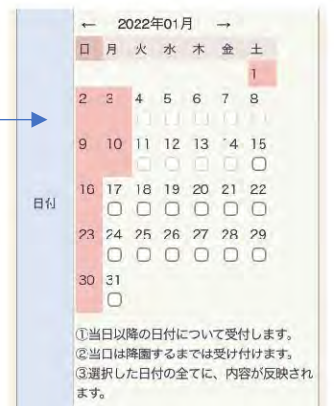 ← 2022年01月 →
日 月 火 水 木 金 土
1
2 3 4 5 6 7 8
9 10 11 12 13 14 15
16 17 18 19 20 21 22
日付
23 24 25 26 27 28 29
30 31
①当日以降の日付について受付します。
②当日は降園するまでは受け付けます。
③選択した日付の全てに、内容が反映され
ます。